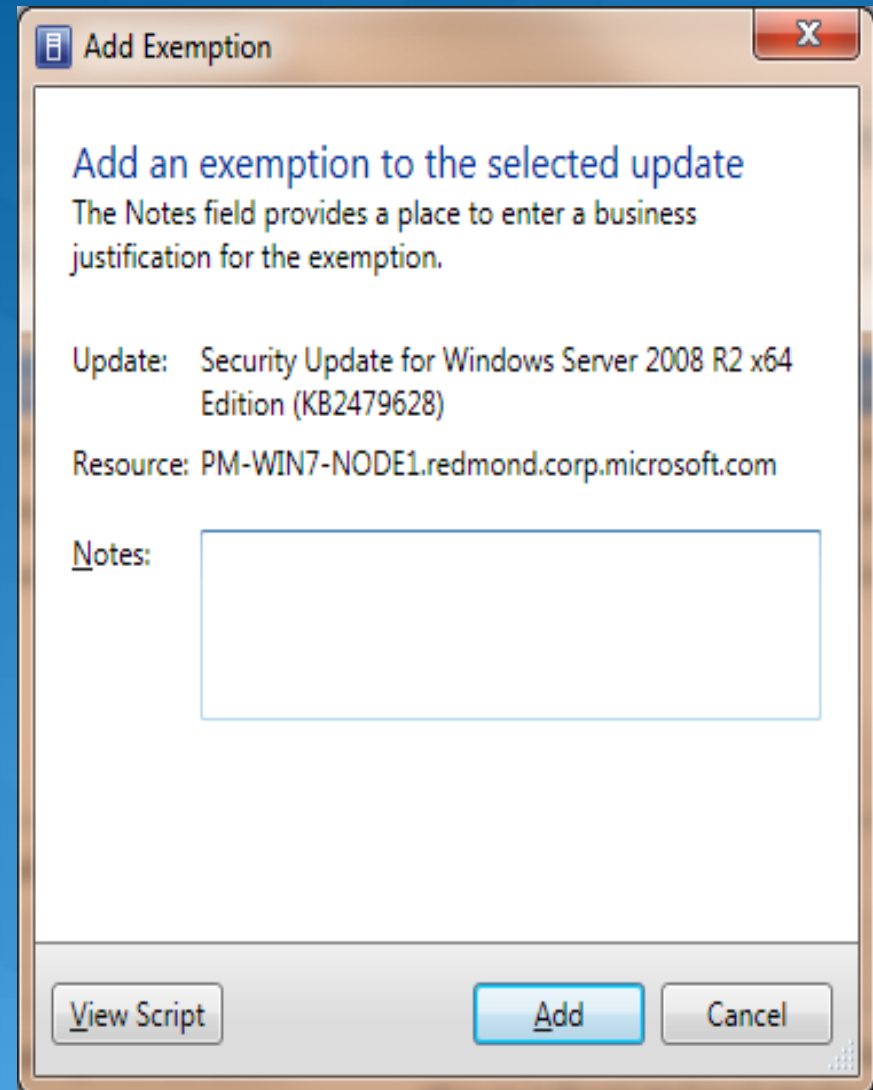 Add Exemption
Add an exemption to the selected update
The Notes field provides a place to enter a business
justification for the exemption.
Update: Security Update for Windows Server 2008 R2 x64
Edition (KB2479628)
Resource: PM-WIN7-NODE1.redmond.corp.microsoft.com
Notes:
View Script Add Cancel